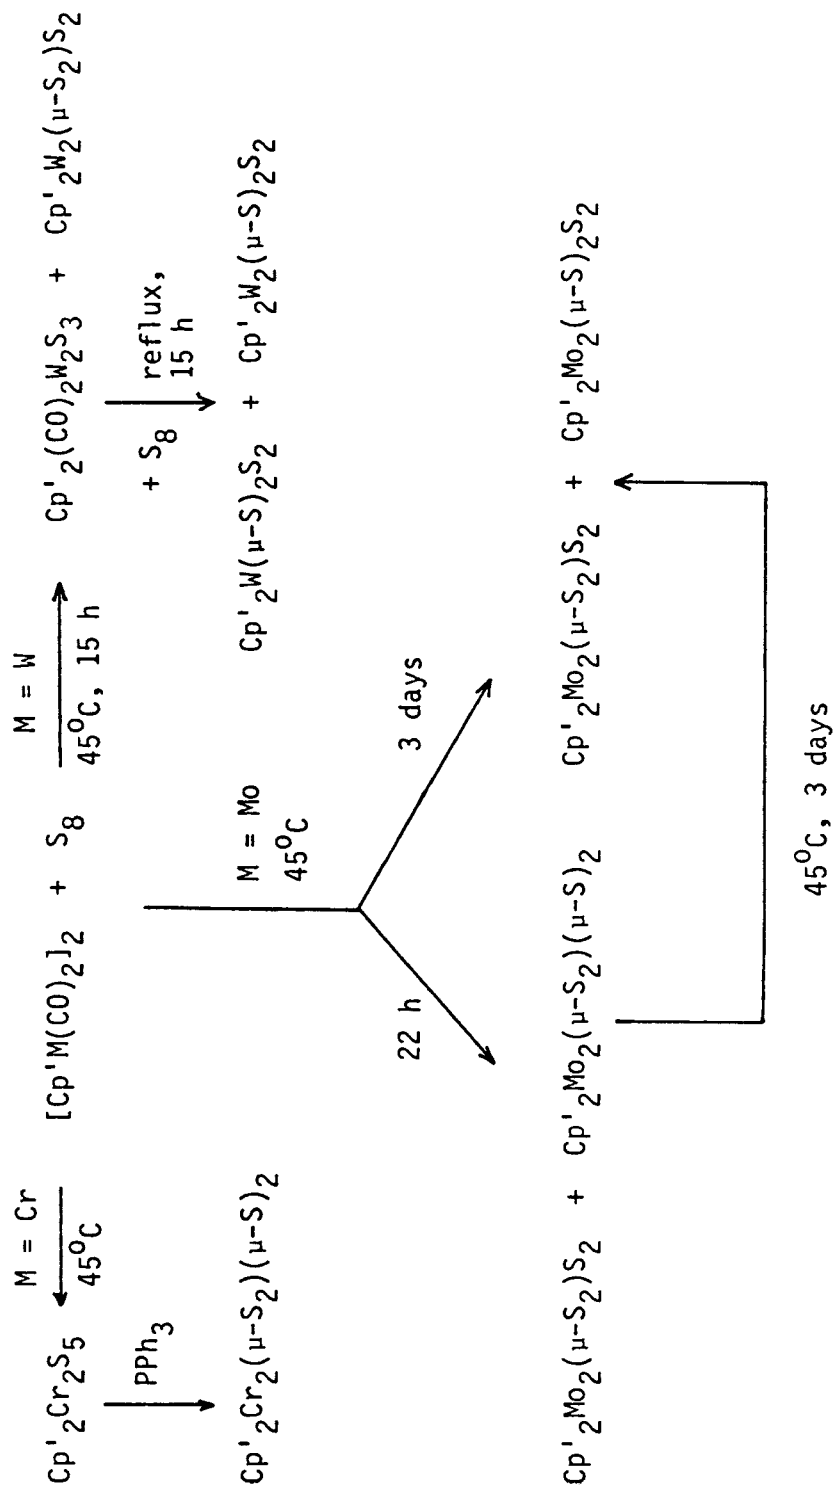 Cp'2Cr2S5
M = Cr
45°C
[Cp'M(CO)2]2 + S8
M = W
45°C, 15 h
Cp'2(CO)2W2S3 + Cp'2W2(μ-S2)S2
PPh3
+ S8
reflux,
15 h
Cp'2Cr2(μ-S2)(μ-S)2
M = Mo
45°C
Cp'2W(μ-S)2S2 + Cp'2W2(μ-S)2S2
22 h
3 days
Cp'2Mo2(μ-S2)S2 + Cp'2Mo2(μ-S2)(μ-S)2
Cp'2Mo2(μ-S2)S2 + Cp'2Mo2(μ-S)2S2
45°C, 3 days